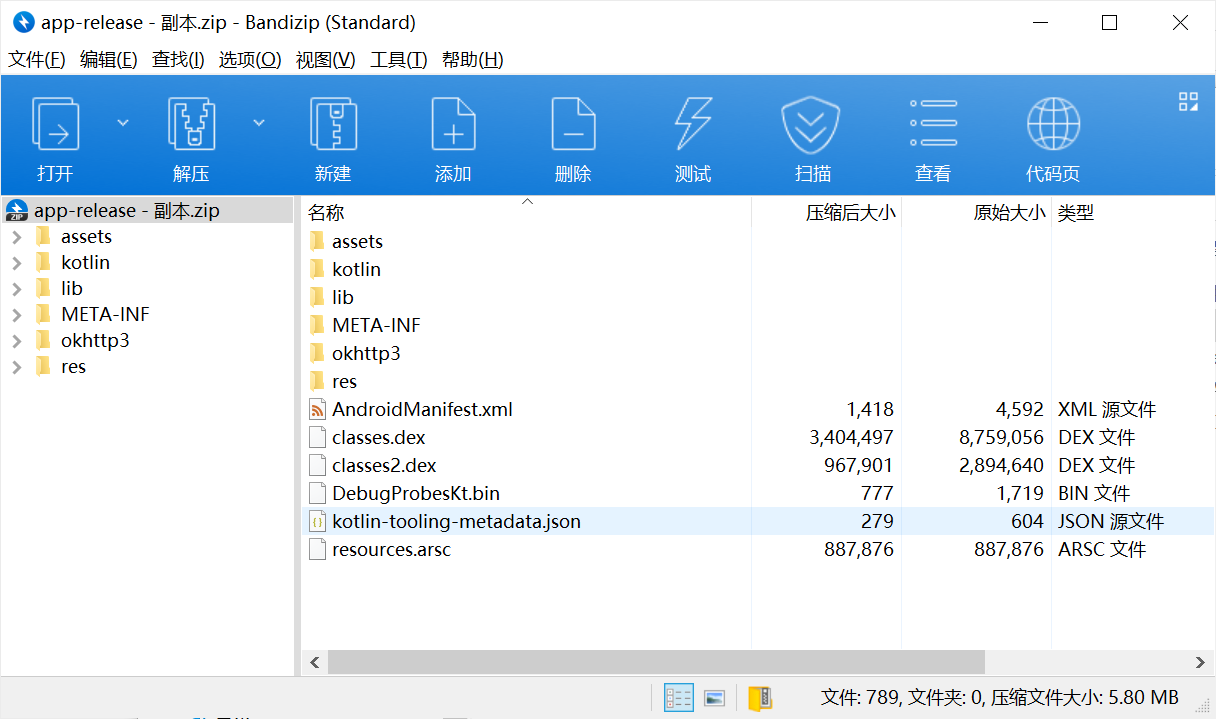 app-release - 副本.zip - Bandizip (Standard)
文件(F) 编辑(E) 查找(I) 选项(O) 视图(V) 工具(T) 帮助(H)
打开 解压 新建 添加 删除 测试 扫描 查看 代码页
app-release - 副本.zip
assets
kotlin
lib
META-INF
okhttp3
res
名称 压缩后大小 原始大小 类型
assets
kotlin
lib
META-INF
okhttp3
res
AndroidManifest.xml 1,418 4,592 XML 源文件
classes.dex 3,404,497 8,759,056 DEX 文件
classes2.dex 967,901 2,894,640 DEX 文件
DebugProbesKt.bin 777 1,719 BIN 文件
kotlin-tooling-metadata.json 279 604 JSON 源文件
resources.arsc 887,876 887,876 ARSC 文件
文件: 789, 文件夹: 0, 压缩文件大小: 5.80 MB